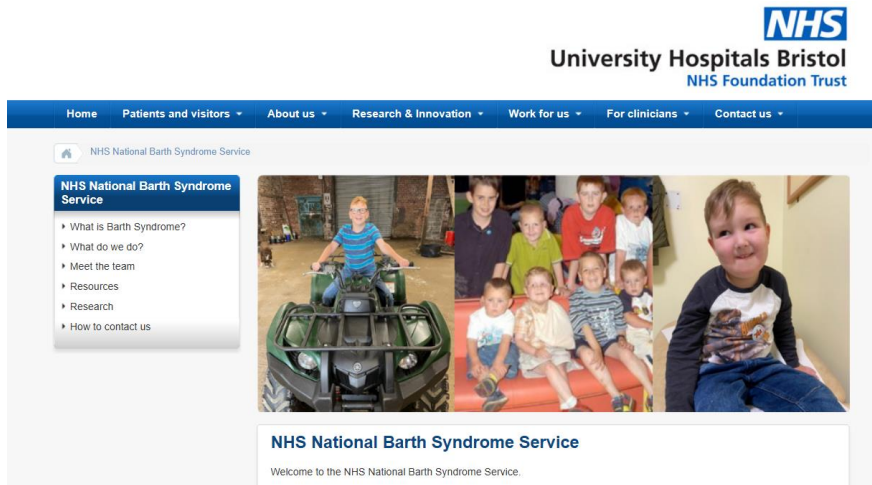 NHS
University Hospitals Bristol
NHS Foundation Trust
Home Patients and visitors About us Research & Innovation Work for us For clinicians Contact us
NHS National Barth Syndrome Service
NHS National Barth Syndrome
Service
What is Barth Syndrome?
What do we do?
Meet the team
Resources
Research
How to contact us
NHS National Barth Syndrome Service
Welcome to the NHS National Barth Syndrome Service.